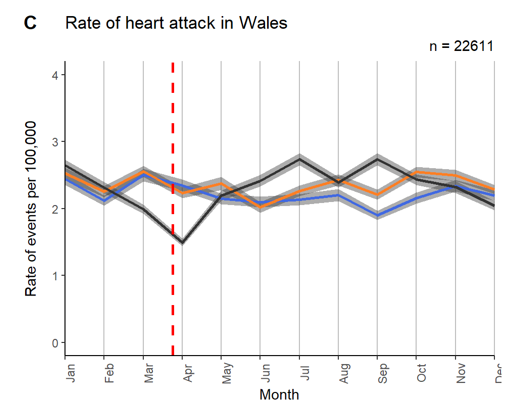 C Rate of heart attack in Wales
n = 22611
Rate of events per 100,000
4
3
2
1
0
Jan Feb Mar Apr May Jun Jul Aug Sep Oct Nov Dec
Month